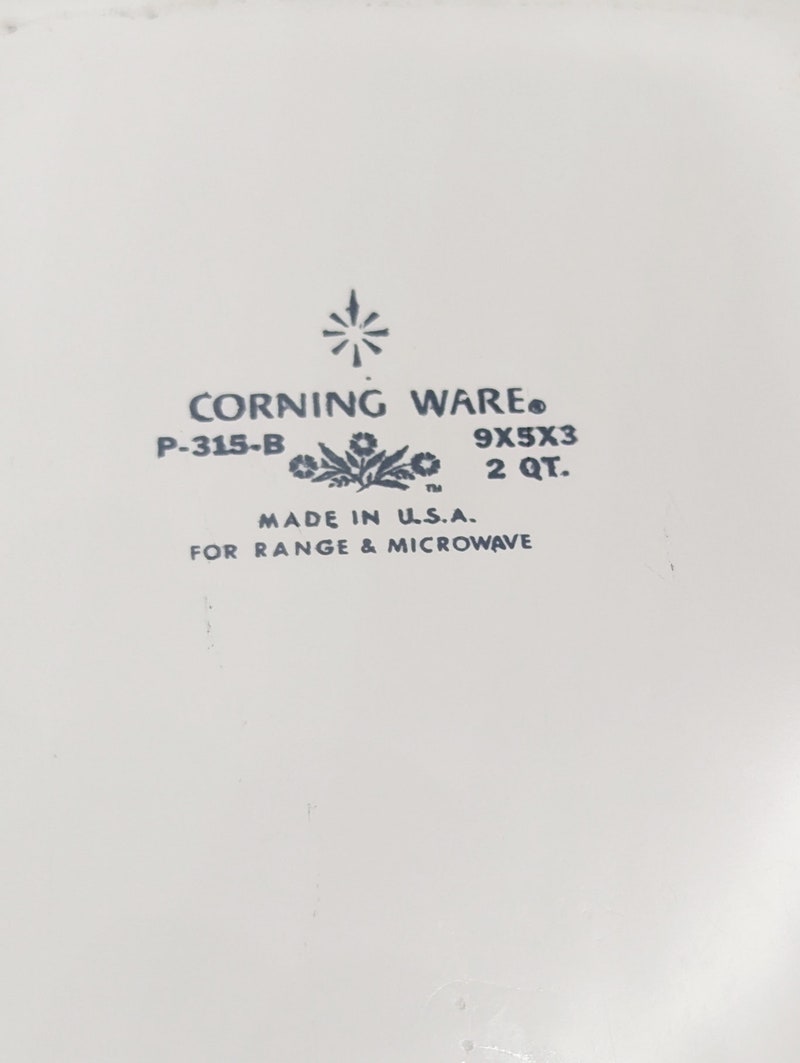 CORNING WARE®
P-315-B 9X5X3
2 QT.
TM
MADE IN U.S.A.
FOR RANGE & MICROWAVE